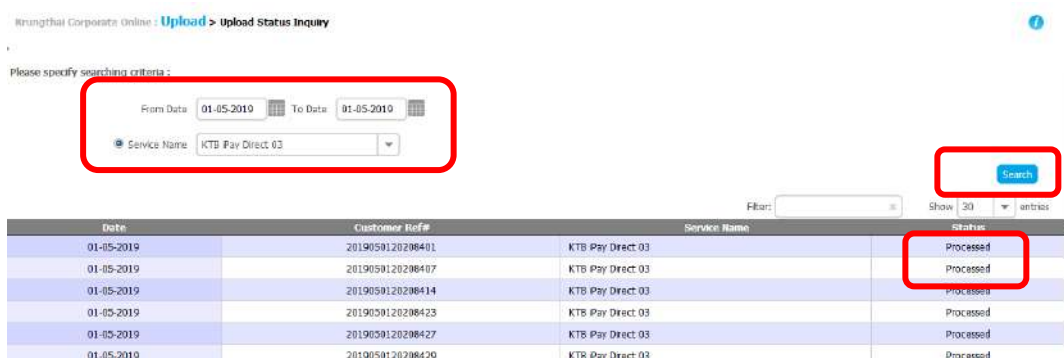 Krungthai Corporate Online : Upload > Upload Status Inquiry
Please specify searching criteria :
From Date 01-05-2019 To Date 01-05-2019
Service Name KTB iPay Direct 03
Search
Filter: Show 30 entries
Date Customer Ref# Service Name Status
01-05-2019 2019050120208401 KTB iPay Direct 03 Processed
01-05-2019 2019050120208407 KTB iPay Direct 03 Processed
01-05-2019 2019050120208414 KTB iPay Direct 03 Processed
01-05-2019 2019050120208423 KTB iPay Direct 03 Processed
01-05-2019 2019050120208427 KTB iPay Direct 03 Processed
01-05-2019 2019050120208429 KTB iPay Direct 03 Processed